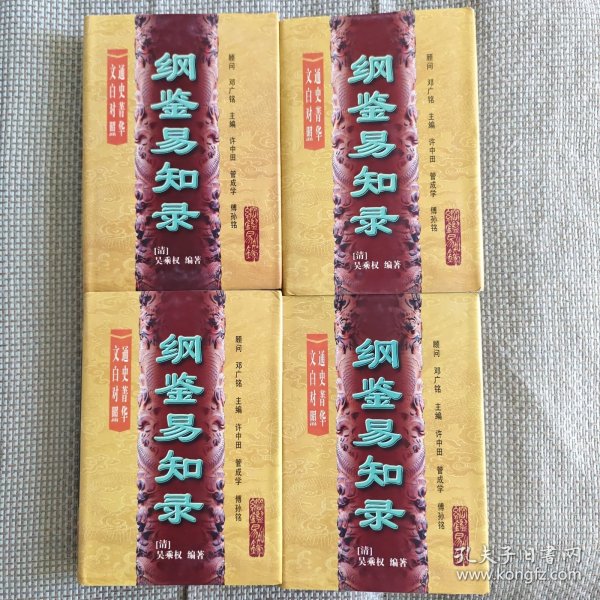 通史菁华
文白对照
纲鉴易知录
[清]
吴乘权 编著
顾问 邓广铭 主编 许中田 管成学 傅孙铭
通史菁华
文白对照
纲鉴易知录
[清]
吴乘权 编著
顾问 邓广铭 主编 许中田 管成学 傅孙铭
通史菁华
文白对照
纲鉴易知录
[清]
吴乘权 编著
顾问 邓广铭 主编 许中田 管成学 傅孙铭
通史菁华
文白对照
纲鉴易知录
[清]
吴乘权 编著
顾问 邓广铭 主编 许中田 管成学 傅孙铭
孔夫子旧书网
www.kongfz.com